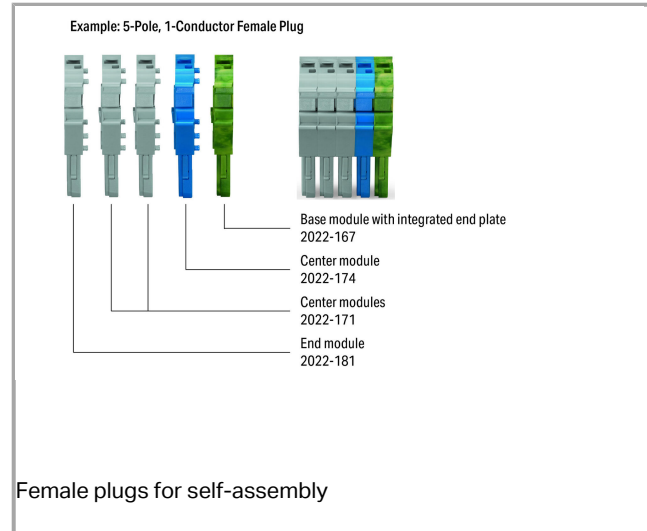 Example: 5-Pole, 1-Conductor Female Plug
Base module with integrated end plate
2022-167
Center module
2022-174
Center modules
2022-171
End module
2022-181
Female plugs for self-assembly